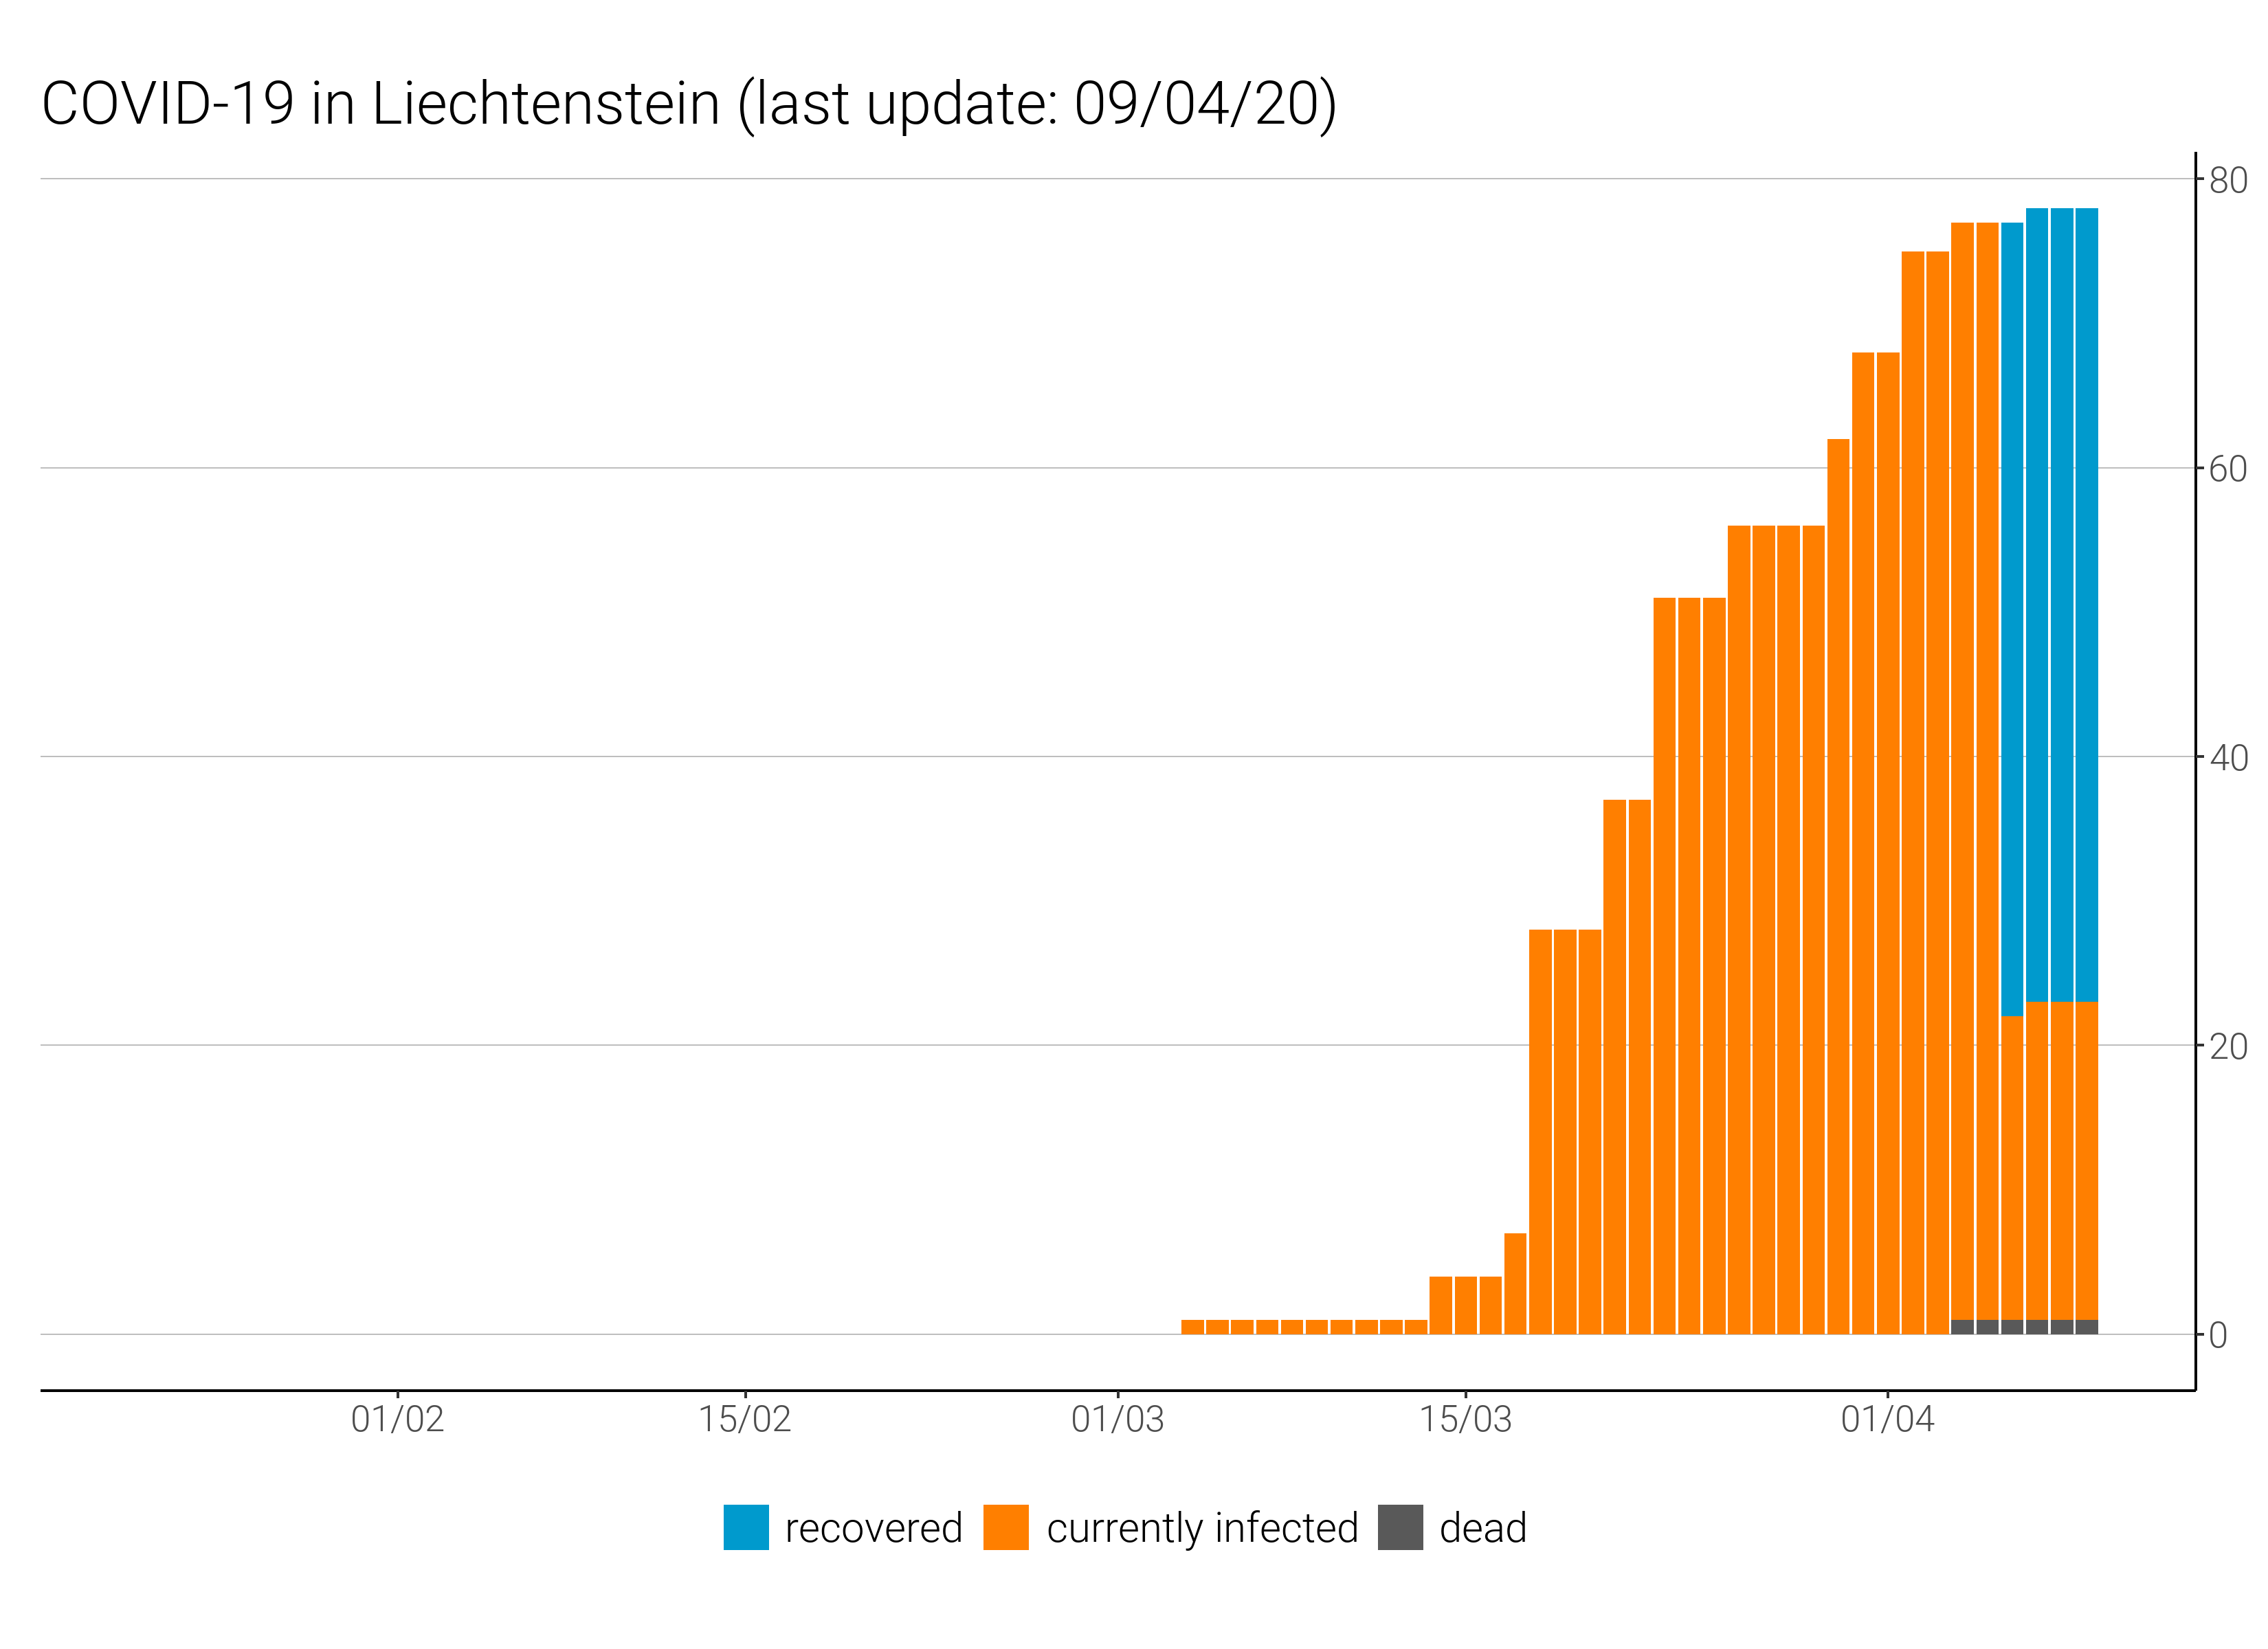 COVID-19 in Liechtenstein (last update: 09/04/20)
80
60
40
20
0
01/02 15/02 01/03 15/03 01/04
recovered currently infected dead